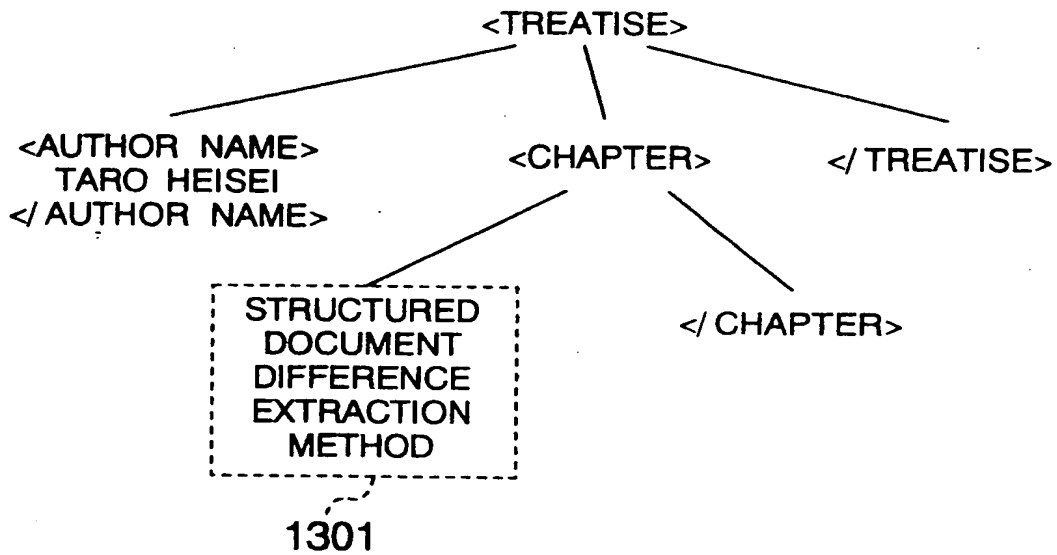 <TREATISE>
<AUTHOR NAME>
TARO HEISEI
</AUTHOR NAME>
<CHAPTER>
</TREATISE>
STRUCTURED
DOCUMENT
DIFFERENCE
EXTRACTION
METHOD
</CHAPTER>
1301